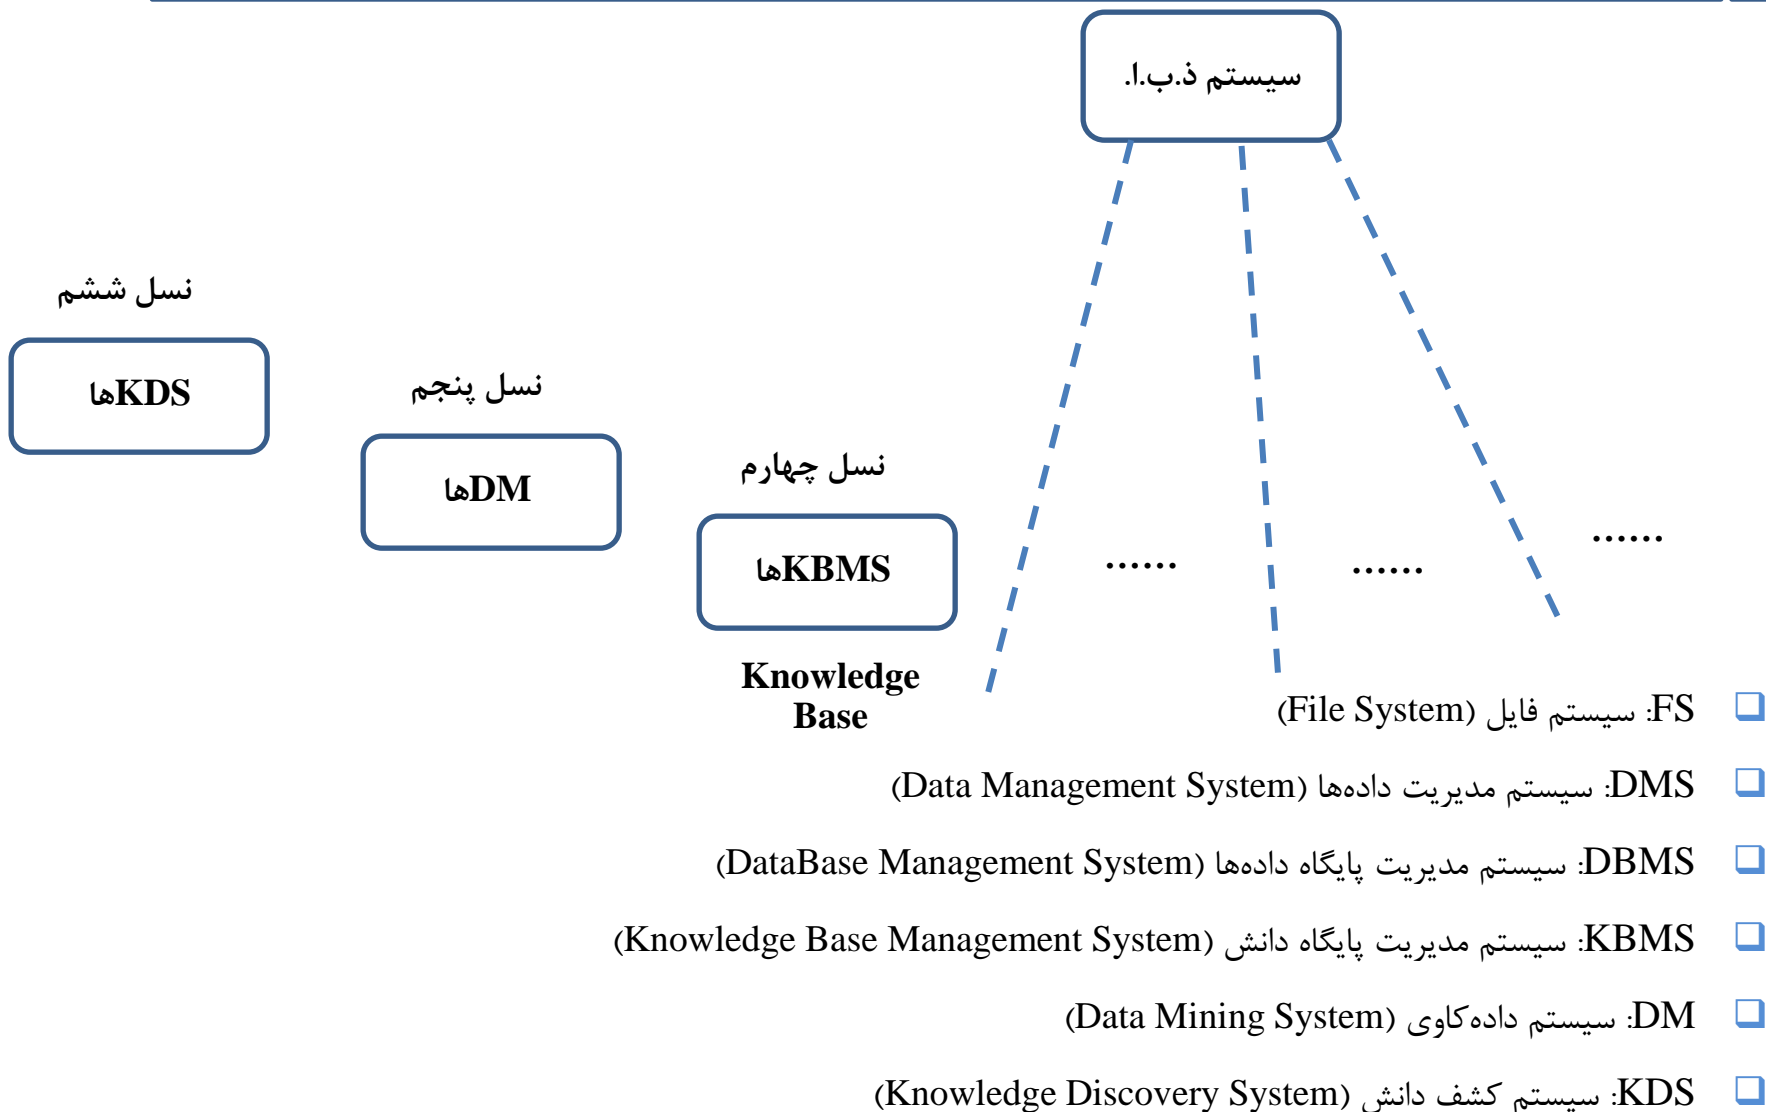 سیستم ذ.ب.ا.
نسل ششم
KDSها
نسل پنجم
DMها
نسل چهارم
KBMSها
Knowledge
Base
......
......
......
FS: سیستم فایل (File System)
DMS: سیستم مدیریت داده‌ها (Data Management System)
DBMS: سیستم مدیریت پایگاه داده‌ها (DataBase Management System)
KBMS: سیستم مدیریت پایگاه دانش (Knowledge Base Management System)
DM: سیستم داده‌کاوی (Data Mining System)
KDS: سیستم کشف دانش (Knowledge Discovery System)